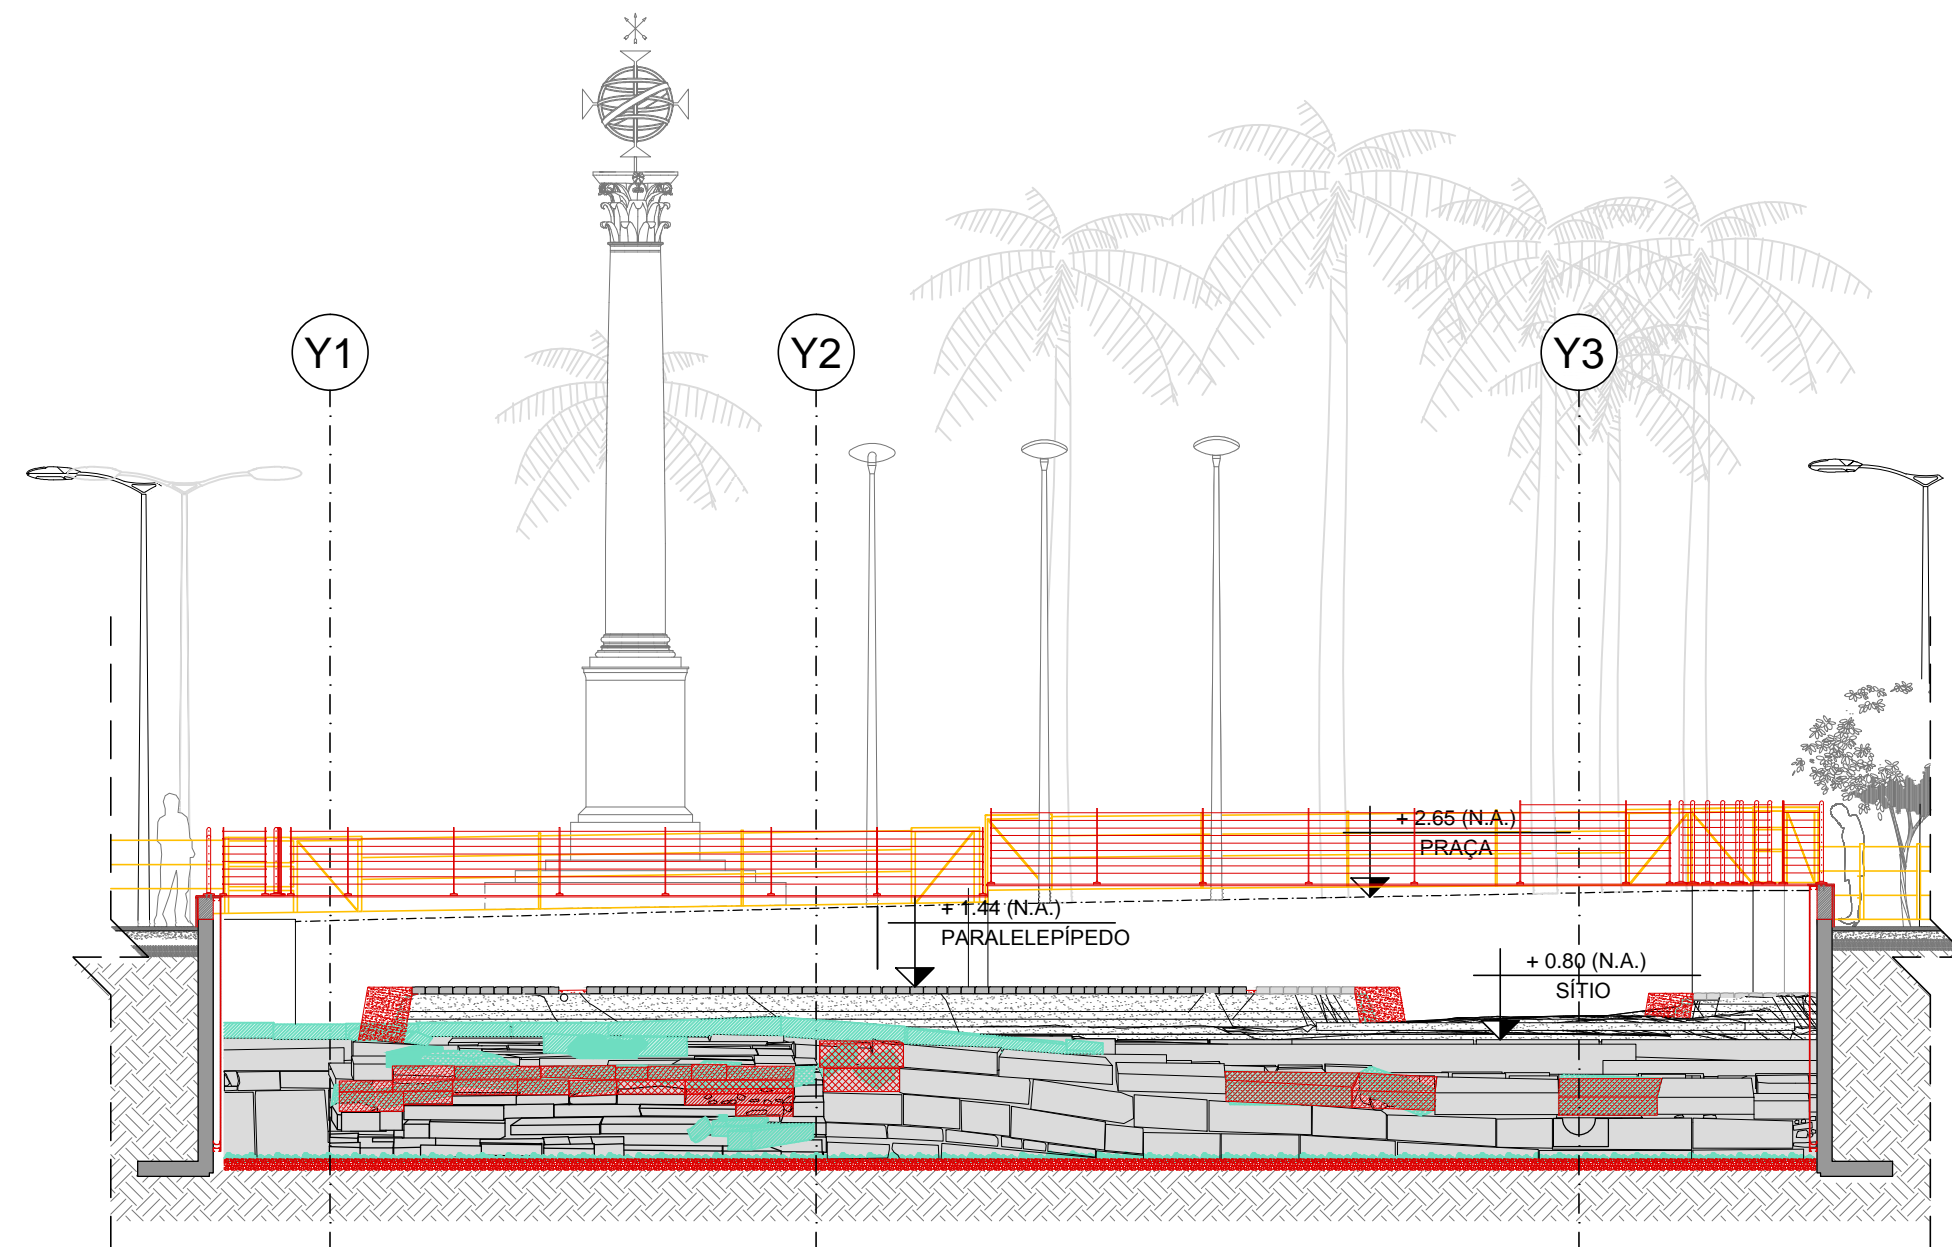 Y1
Y2
Y3
+ 2.65 (N.A.)
PRAÇA
+ 1.44 (N.A.)
PARALELEPÍPEDO
+ 0.80 (N.A.)
SÍTIO